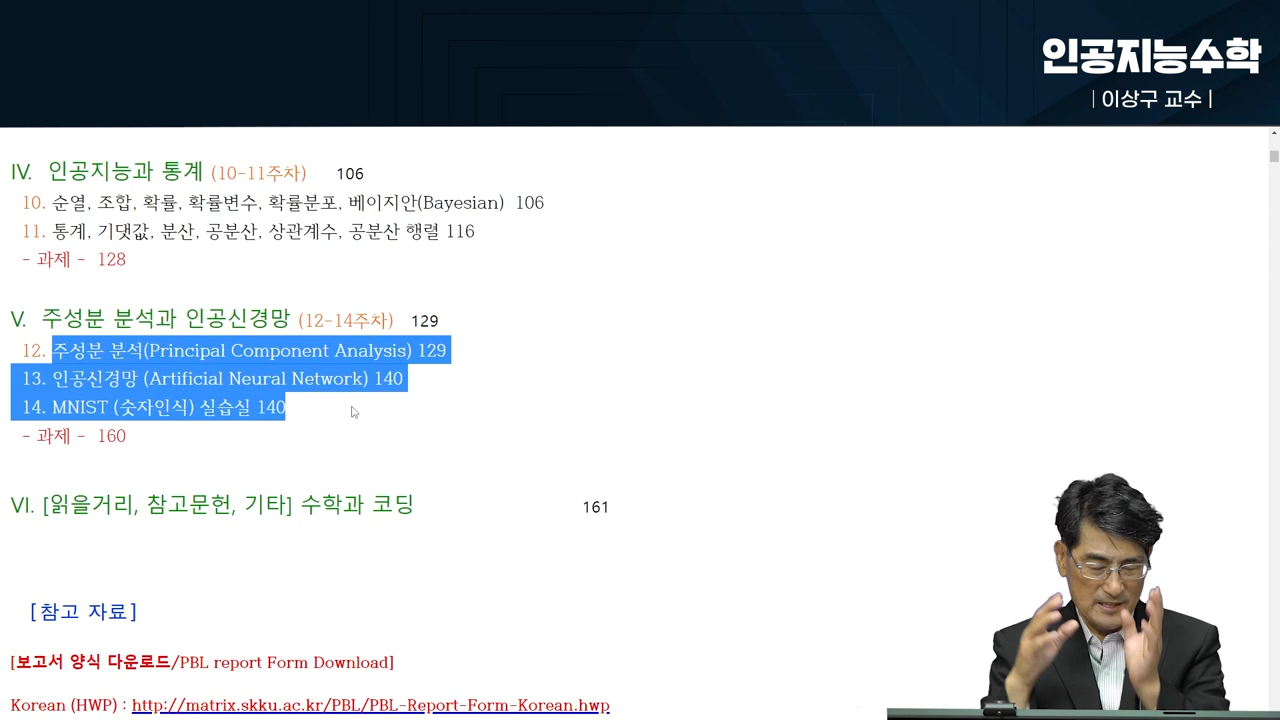 인공지능수학
| 이상구 교수 |
IV. 인공지능과 통계 (10-11주차) 106
10. 순열, 조합, 확률, 확률변수, 확률분포, 베이지안(Bayesian) 106
11. 통계, 기댓값, 분산, 공분산, 상관계수, 공분산 행렬 116
- 과제 - 128
V. 주성분 분석과 인공신경망 (12-14주차) 129
12. 주성분 분석(Principal Component Analysis) 129
13. 인공신경망 (Artificial Neural Network) 140
14. MNIST (숫자인식) 실습실 140
- 과제 - 160
VI. [읽을거리, 참고문헌, 기타] 수학과 코딩 161
[참고 자료]
[보고서 양식 다운로드/PBL report Form Download]
Korean (HWP) : http://matrix.skku.ac.kr/PBL/PBL-Report-Form-Korean.hwp